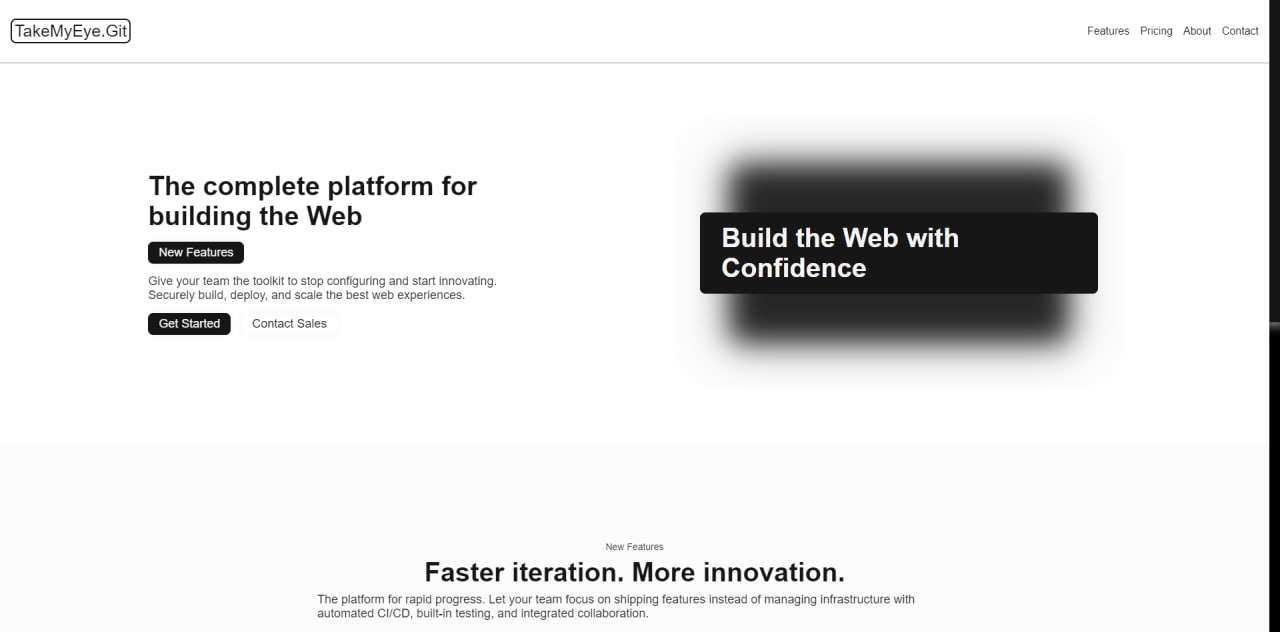 TakeMyEye.Git
Features Pricing About Contact
The complete platform for
building the Web
New Features
Give your team the toolkit to stop configuring and start innovating.
Securely build, deploy, and scale the best web experiences.
Get Started Contact Sales
Build the Web with
Confidence
New Features
Faster iteration. More innovation.
The platform for rapid progress. Let your team focus on shipping features instead of managing infrastructure with
automated CI/CD, built-in testing, and integrated collaboration.